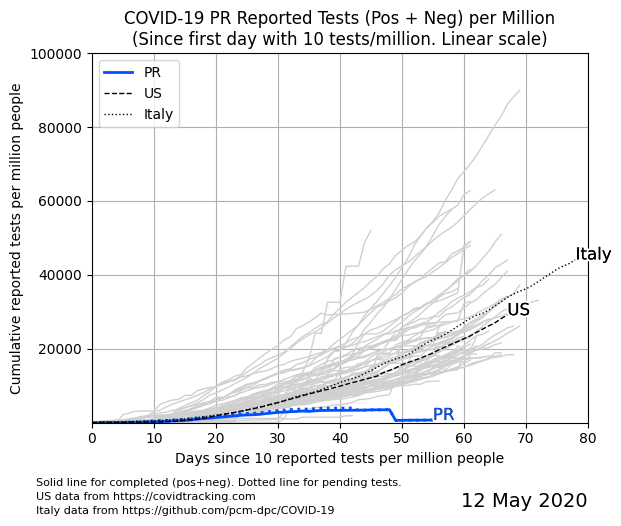 COVID-19 PR Reported Tests (Pos + Neg) per Million
(Since first day with 10 tests/million. Linear scale)
100000
80000
60000
40000
20000
Cumulative reported tests per million people
PR
US
Italy
Italy
US
PR
0 10 20 30 40 50 60 70 80
Days since 10 reported tests per million people
Solid line for completed (pos+neg). Dotted line for pending tests.
US data from https://covidtracking.com
Italy data from https://github.com/pcm-dpc/COVID-19
12 May 2020